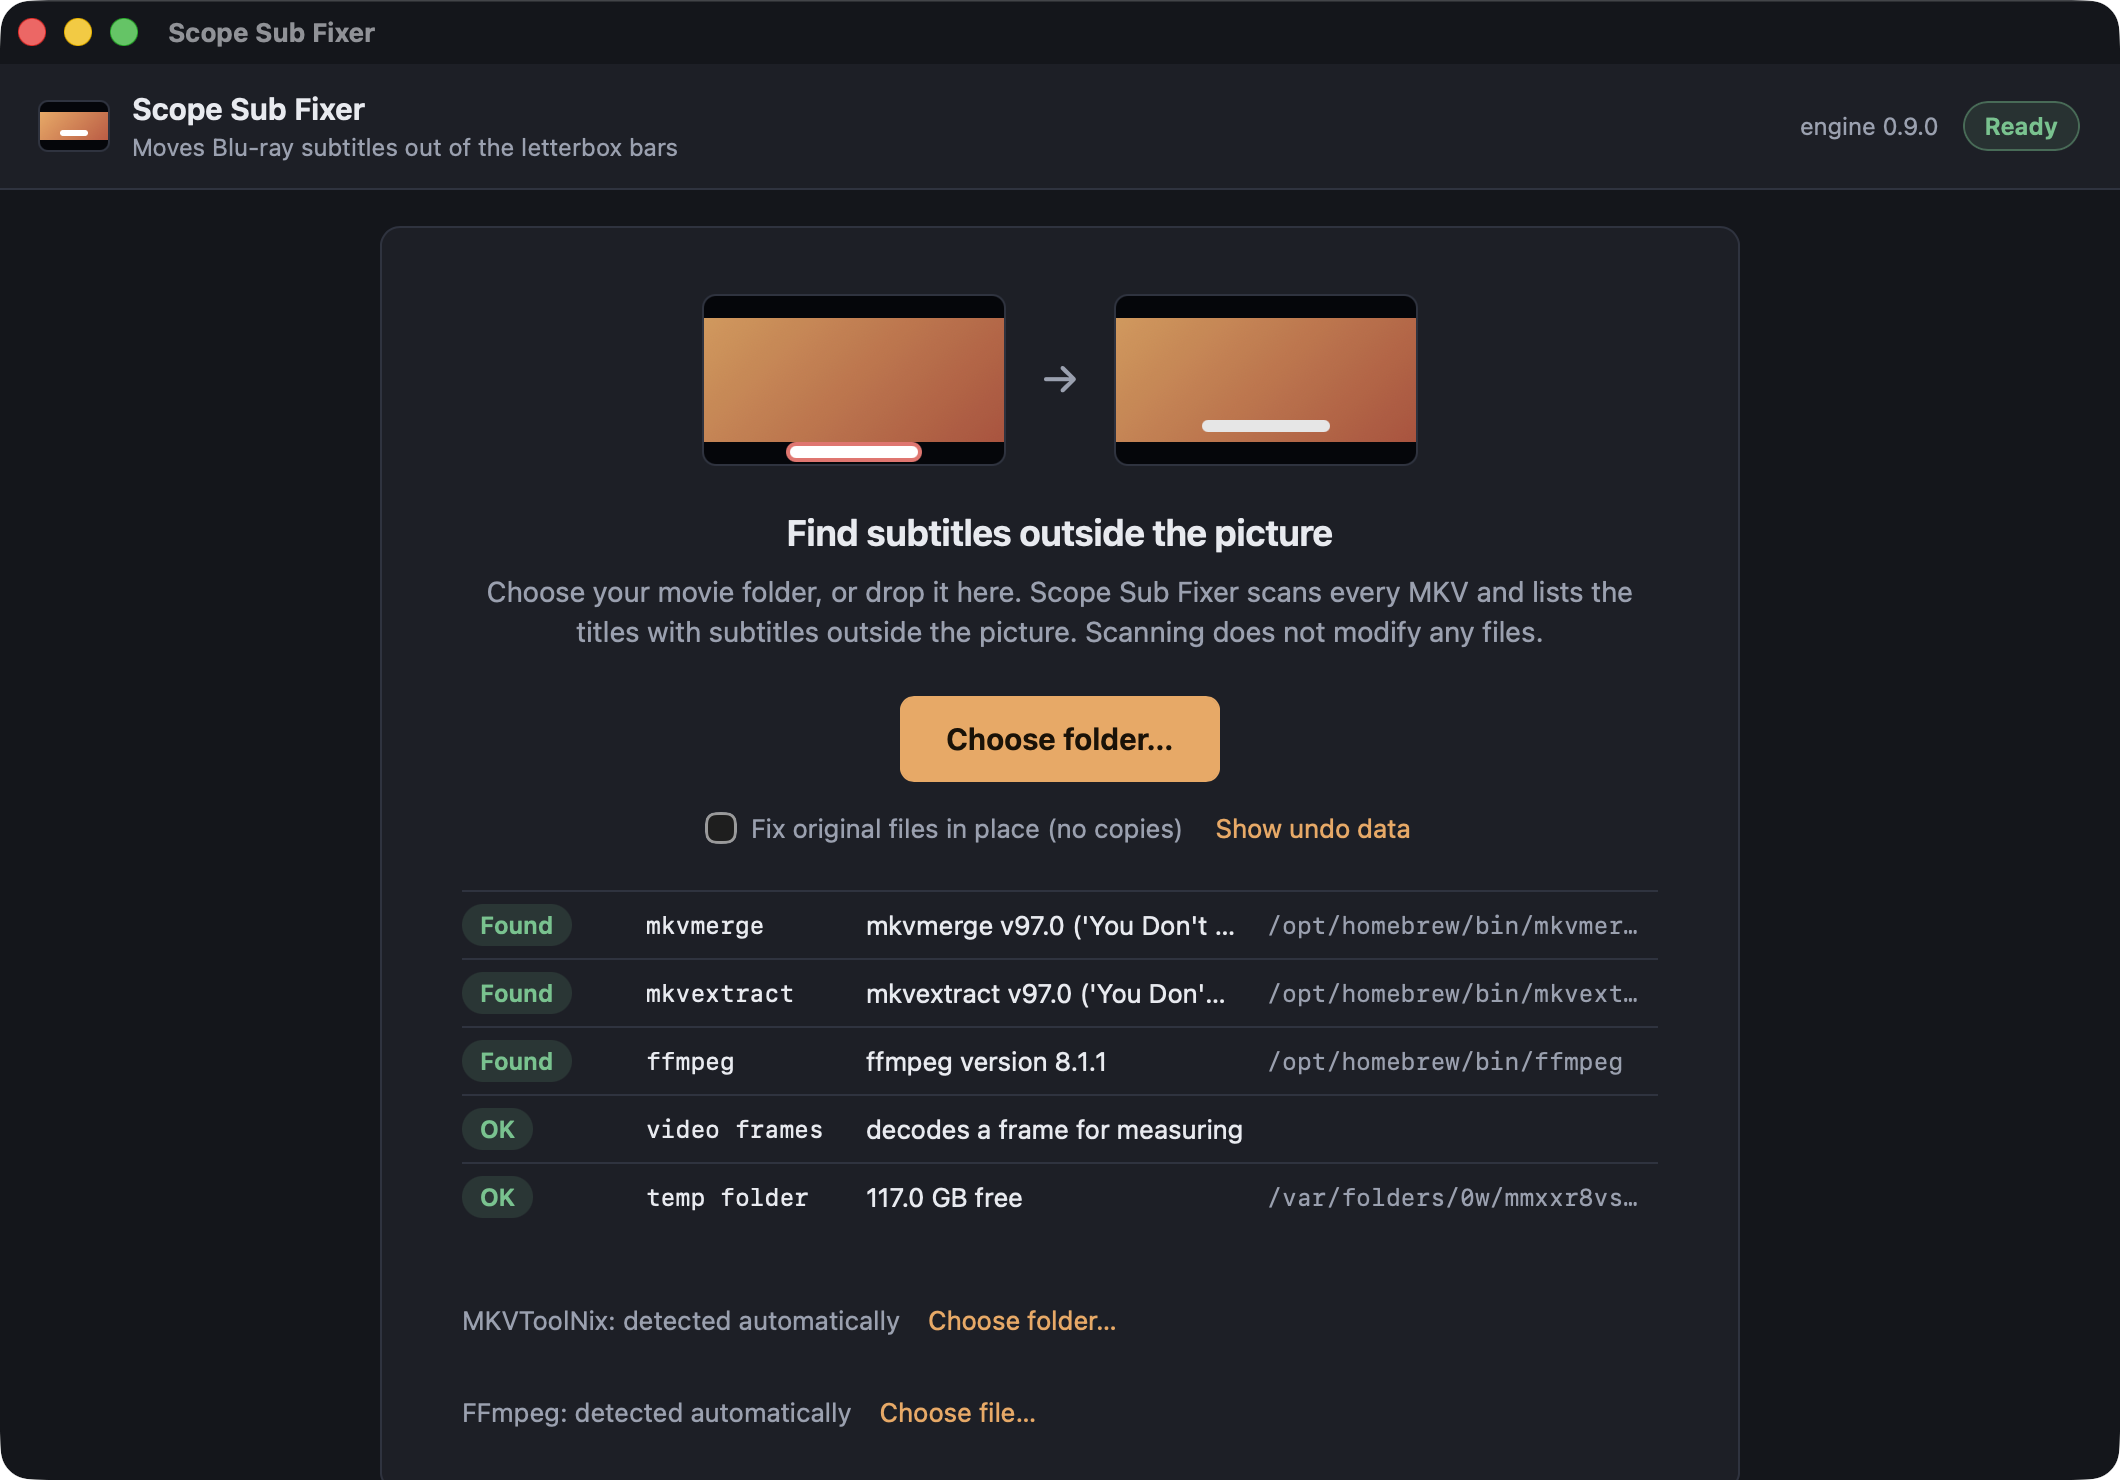 Scope Sub Fixer
Scope Sub Fixer
Moves Blu-ray subtitles out of the letterbox bars
engine 0.9.0 Ready
Find subtitles outside the picture
Choose your movie folder, or drop it here. Scope Sub Fixer scans every MKV and lists the
titles with subtitles outside the picture. Scanning does not modify any files.
Choose folder...
Fix original files in place (no copies) Show undo data
Found mkvmerge mkvmerge v97.0 ('You Don't ... /opt/homebrew/bin/mkvmer…
Found mkvextract mkvextract v97.0 ('You Don'... /opt/homebrew/bin/mkvext…
Found ffmpeg ffmpeg version 8.1.1 /opt/homebrew/bin/ffmpeg
OK video frames decodes a frame for measuring
OK temp folder 117.0 GB free /var/folders/0w/mmxxr8vs…
MKVToolNix: detected automatically Choose folder...
FFmpeg: detected automatically Choose file...